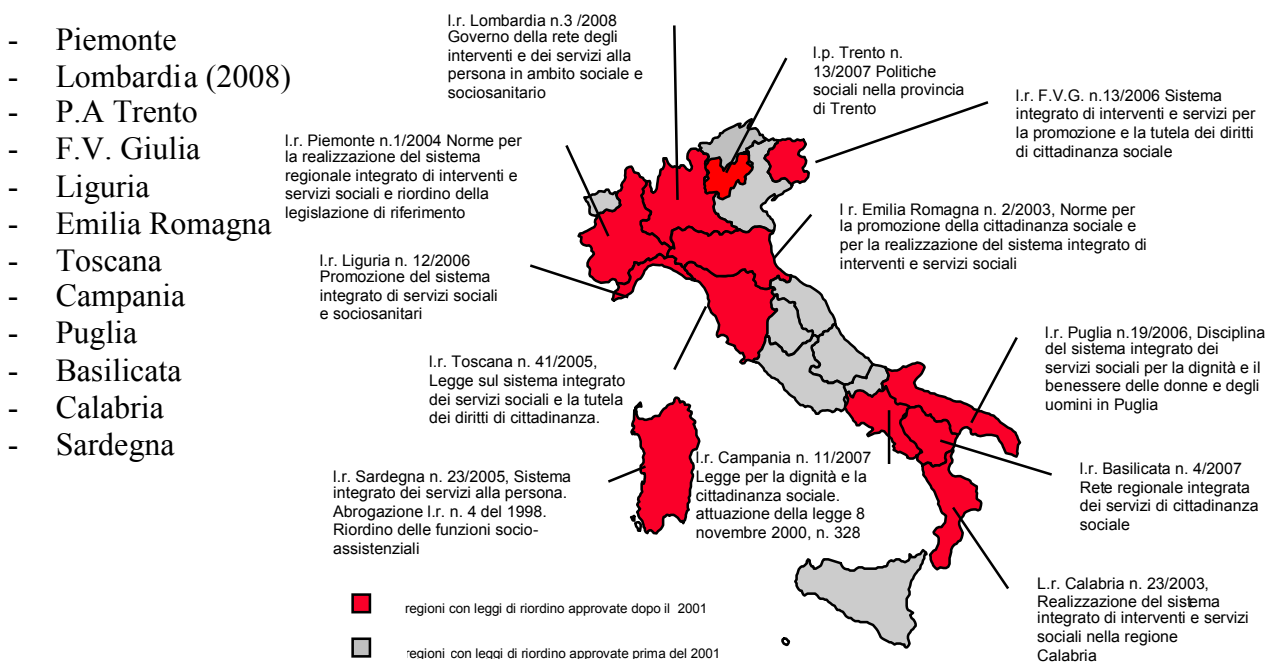 - Piemonte
- Lombardia (2008)
- P.A Trento
- F.V. Giulia
- Liguria
- Emilia Romagna
- Toscana
- Campania
- Puglia
- Basilicata
- Calabria
- Sardegna
l.r. Lombardia n.3 /2008
Governo della rete degli
interventi e dei servizi alla
persona in ambito sociale e
sociosanitario
l.p. Trento n.
13/2007 Politiche
sociali nella provincia
di Trento
l.r. F.V.G. n.13/2006 Sistema
integrato di interventi e servizi per
la promozione e la tutela dei diritti
di cittadinanza sociale
l.r. Piemonte n.1/2004 Norme per
la realizzazione del sistema
regionale integrato di interventi e
servizi sociali e riordino della
legislazione di riferimento
l r. Emilia Romagna n. 2/2003, Norme per
la promozione della cittadinanza sociale e
per la realizzazione del sistema integrato di
interventi e servizi sociali
l.r. Liguria n. 12/2006
Promozione del sistema
integrato di servizi sociali
e sociosanitari
l.r. Toscana n. 41/2005,
Legge sul sistema integrato
dei servizi sociali e la tutela
dei diritti di cittadinanza.
l.r. Puglia n.19/2006, Disciplina
del sistema integrato dei
servizi sociali per la dignità e il
benessere delle donne e degli
uomini in Puglia
l.r. Sardegna n. 23/2005, Sistema
integrato dei servizi alla persona.
Abrogazione l.r. n. 4 del 1998.
Riordino delle funzioni socio-
assistenziali
l.r. Campania n. 11/2007
Legge per la dignità e la
cittadinanza sociale.
attuazione della legge 8
novembre 2000, n. 328
l.r. Basilicata n. 4/2007
Rete regionale integrata
dei servizi di cittadinanza
sociale
L.r. Calabria n. 23/2003,
Realizzazione del sistema
integrato di interventi e servizi
sociali nella regione
Calabria
regioni con leggi di riordino approvate dopo il 2001
regioni con leggi di riordino approvate prima del 2001